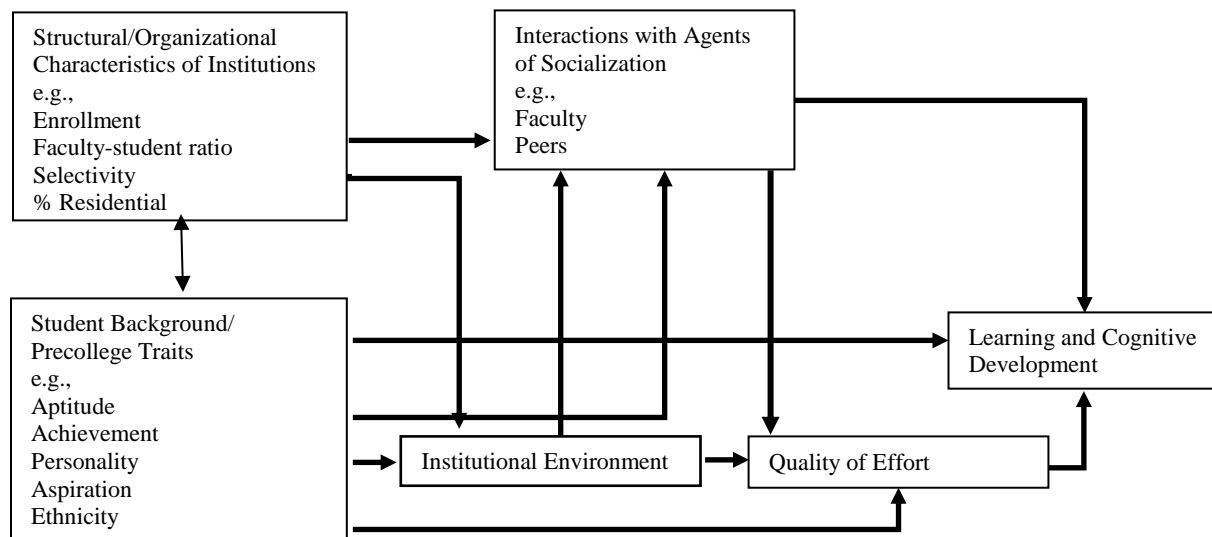 Structural/Organizational
Characteristics of Institutions
e.g.,
Enrollment
Faculty-student ratio
Selectivity
% Residential
Interactions with Agents
of Socialization
e.g.,
Faculty
Peers
Student Background/
Precollege Traits
e.g.,
Aptitude
Achievement
Personality
Aspiration
Ethnicity
Institutional Environment
Quality of Effort
Learning and Cognitive
Development